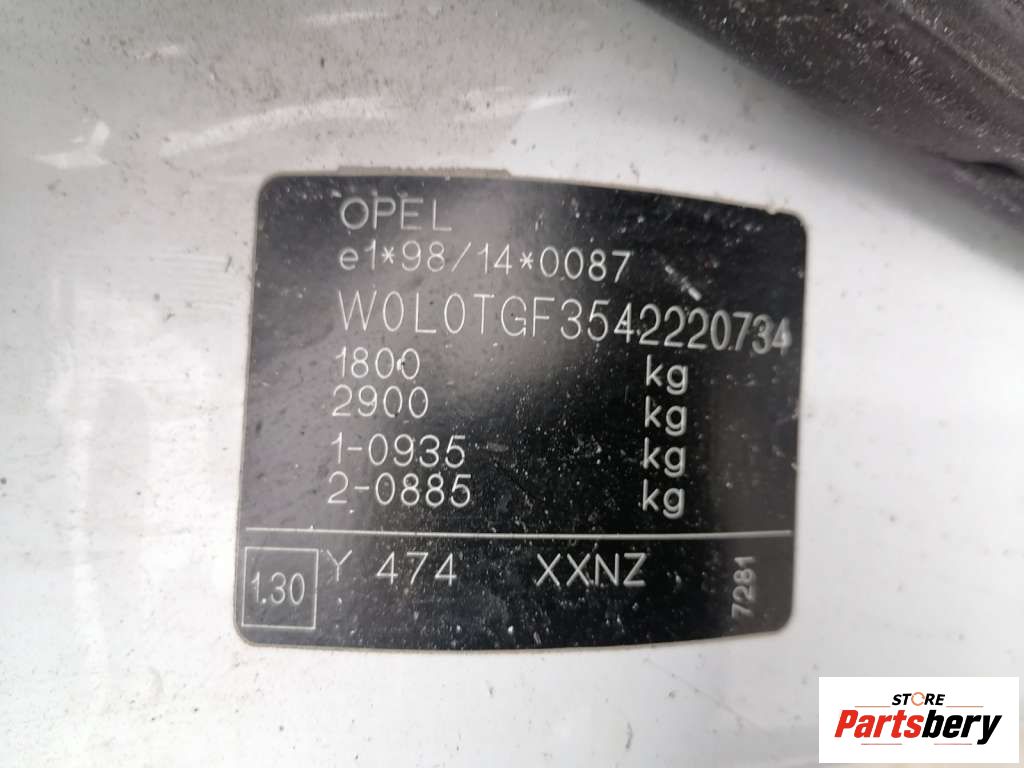 OPEL
e1*98/14*0087
W0L0TGF3542220734
1800 kg
2900 kg
1-0935 kg
2-0885 kg
1.30 Y 474 XXNZ 7281
STORE
Partsbery